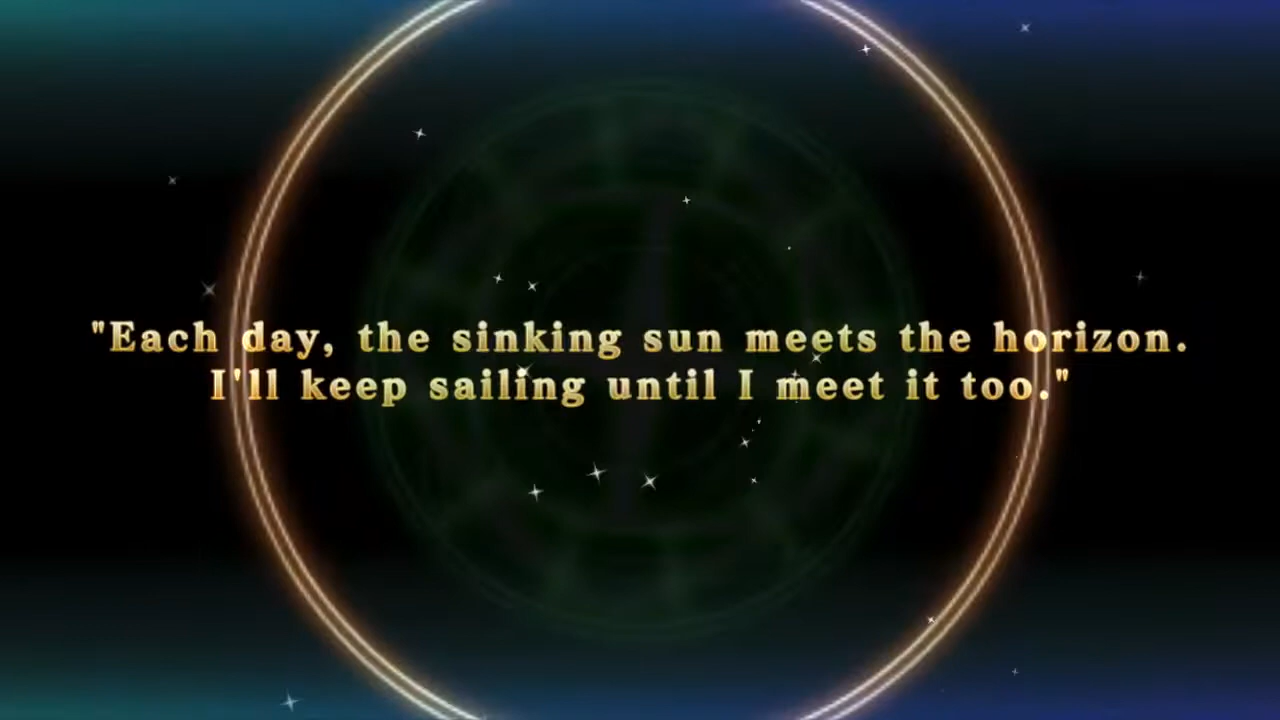 "Each day, the sinking sun meets the horizon.
I'll keep sailing until I meet it too."